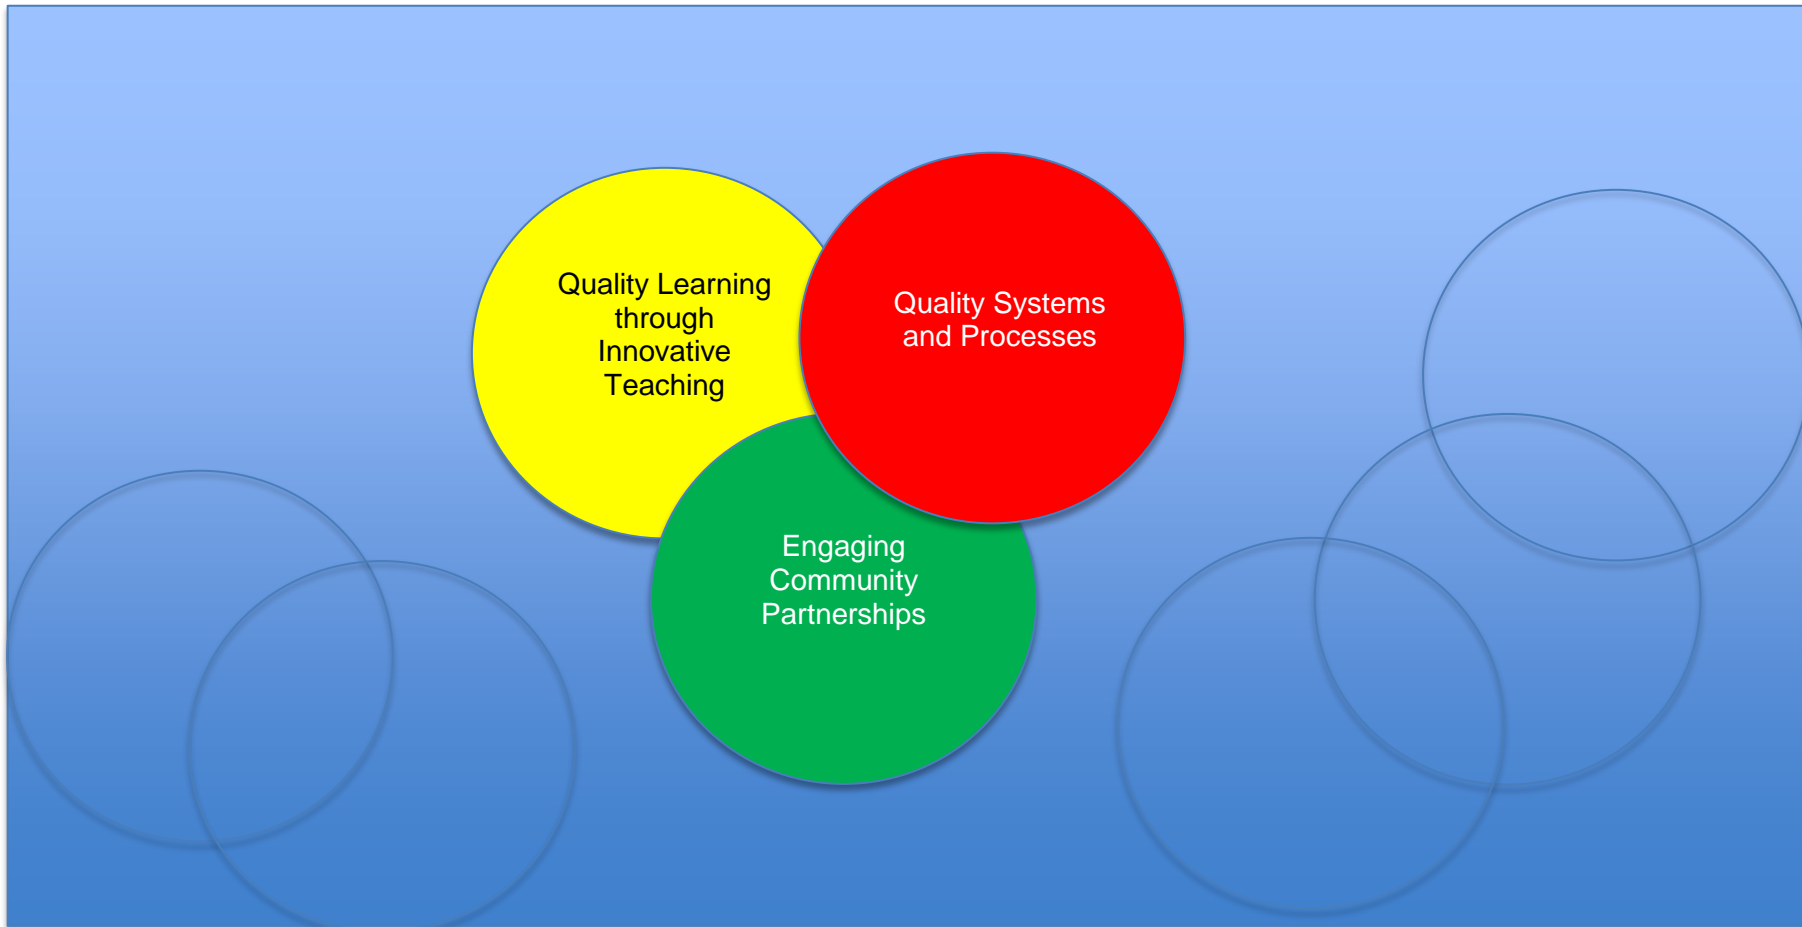 Quality Learning
through
Innovative
Teaching
Quality Systems
and Processes
Engaging
Community
Partnerships